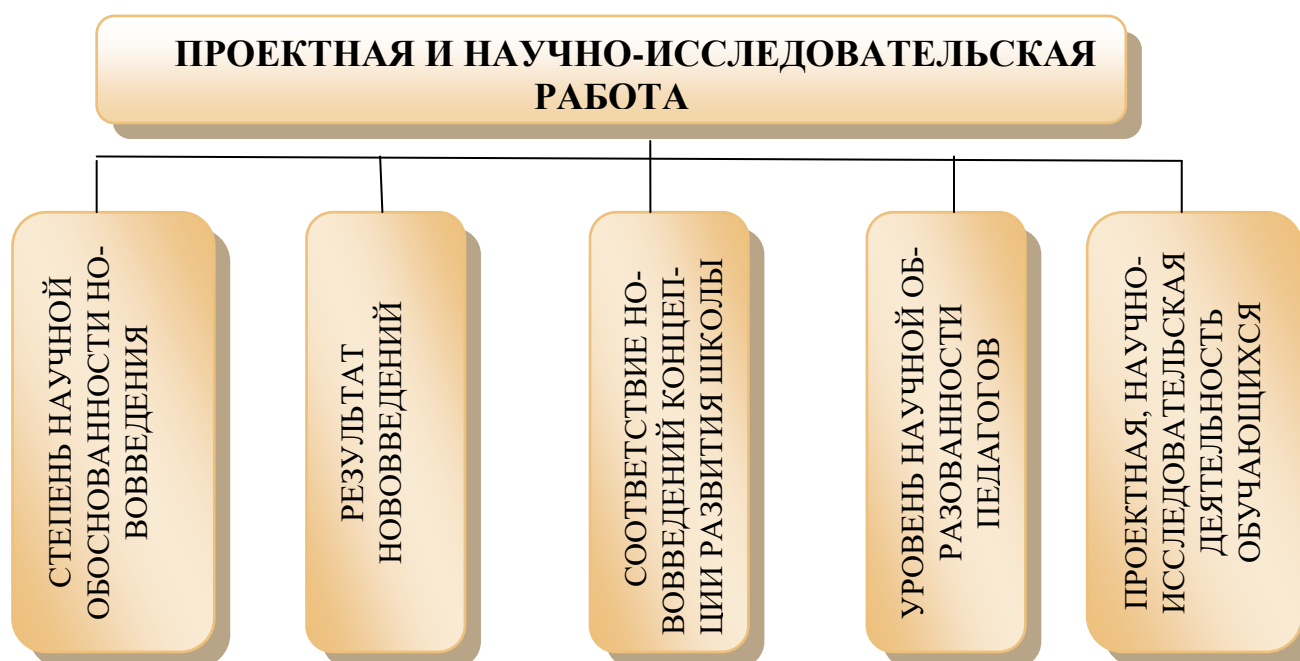 ПРОЕКТНАЯ И НАУЧНО-ИССЛЕДОВАТЕЛЬСКАЯ
РАБОТА
СТЕПЕНЬ НАУЧНОЙ
ОБОСНОВАННОСТИ НО-
ВОВВЕДЕНИЯ
РЕЗУЛЬТАТ
НОВОВВЕДЕНИЙ
СООТВЕТСТВИЕ НО-
ВОВВЕДЕНИЙ КОНЦЕП-
ЦИИ РАЗВИТИЯ ШКОЛЫ
УРОВЕНЬ НАУЧНОЙ ОБ-
РАЗОВАННОСТИ
ПЕДАГОГОВ
ПРОЕКТНАЯ, НАУЧНО-
ИССЛЕДОВАТЕЛЬСКАЯ
ДЕЯТЕЛЬНОСТЬ
ОБУЧАЮЩИХСЯ